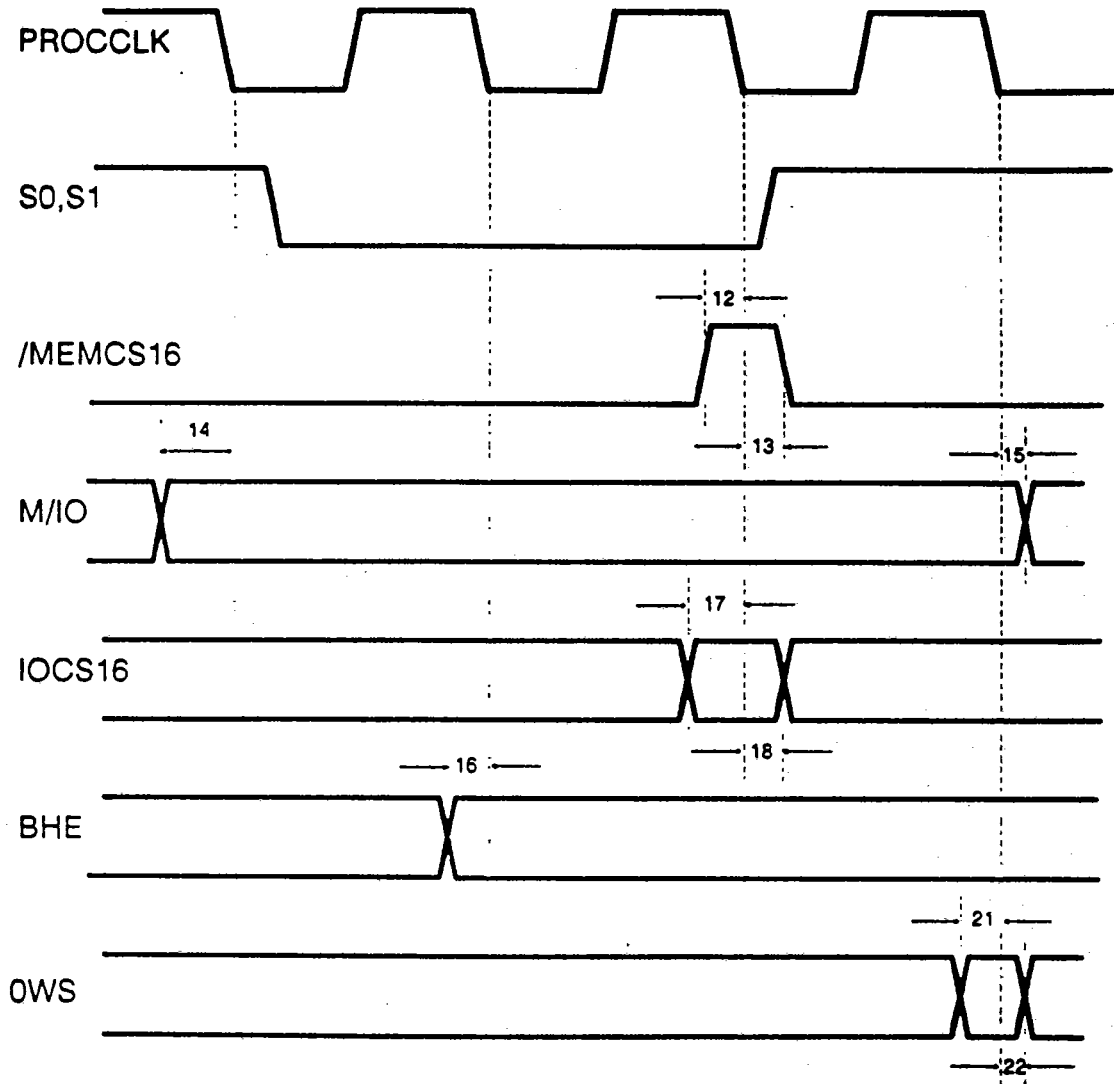 PROCCLK
S0,S1
12
/MEMCS16
14
13
15
M/IO
17
IOCS16
18
16
BHE
21
0WS
22